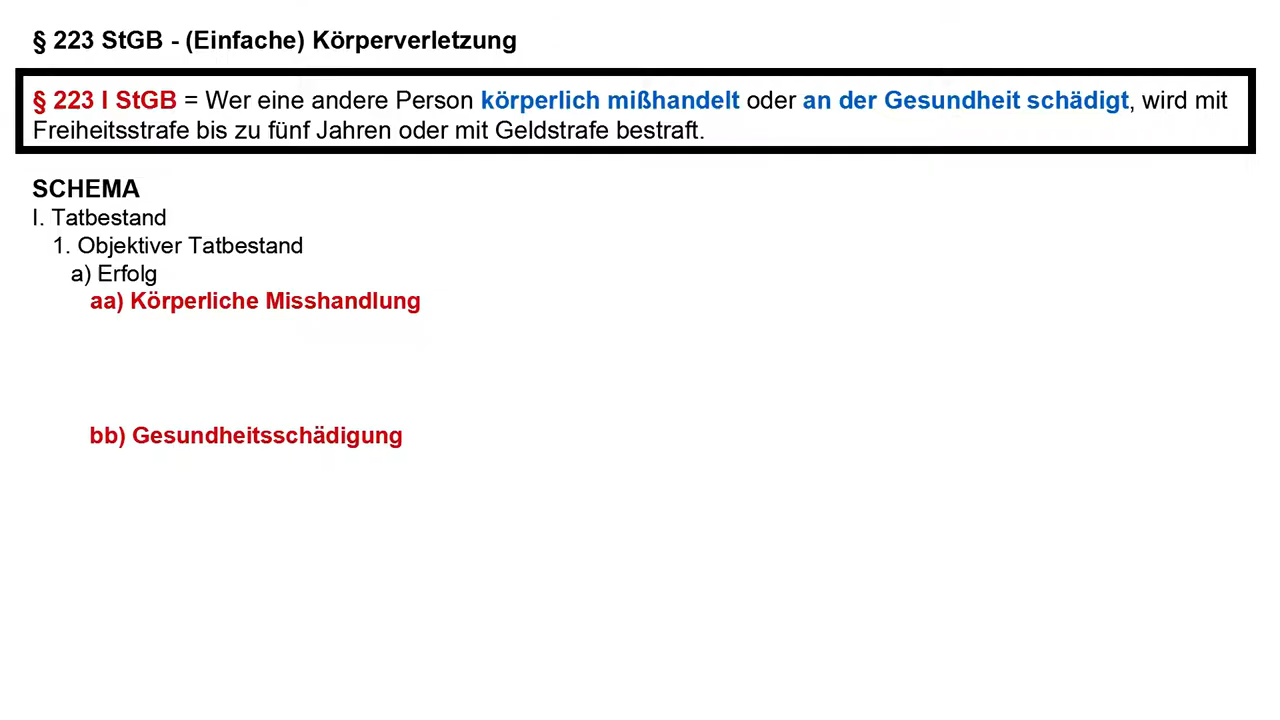 § 223 StGB - (Einfache) Körperverletzung
§ 223 I StGB = Wer eine andere Person körperlich mißhandelt oder an der Gesundheit schädigt, wird mit
Freiheitsstrafe bis zu fünf Jahren oder mit Geldstrafe bestraft.
SCHEMA
I. Tatbestand
1. Objektiver Tatbestand
a) Erfolg
aa) Körperliche Misshandlung
bb) Gesundheitsschädigung